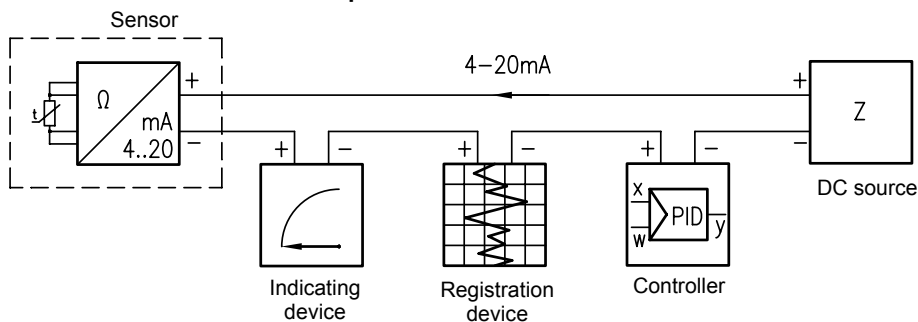 Sensor
4-20mA
+
+
Ω
t
mA
4..20
Z
-
-
+
-
+
-
+
-
x
PID
w
y
DC source
Indicating
device
Registration
device
Controller